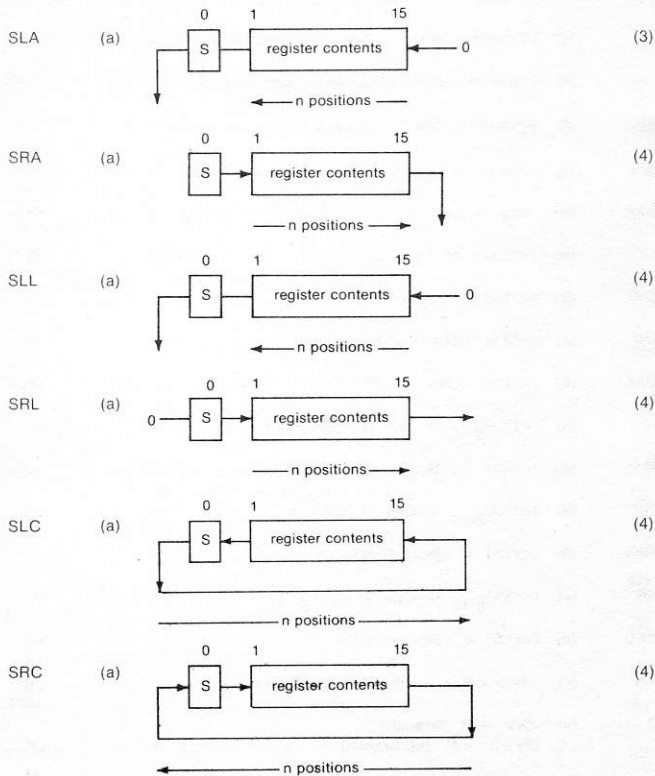 0 1 15
SLA (a) S register contents 0 (3)
n positions
0 1 15
SRA (a) S register contents (4)
n positions
0 1 15
SLL (a) S register contents 0 (4)
n positions
0 1 15
SRL (a) 0 S register contents (4)
n positions
0 1 15
SLC (a) S register contents (4)
n positions
0 1 15
SRC (a) S register contents (4)
n positions